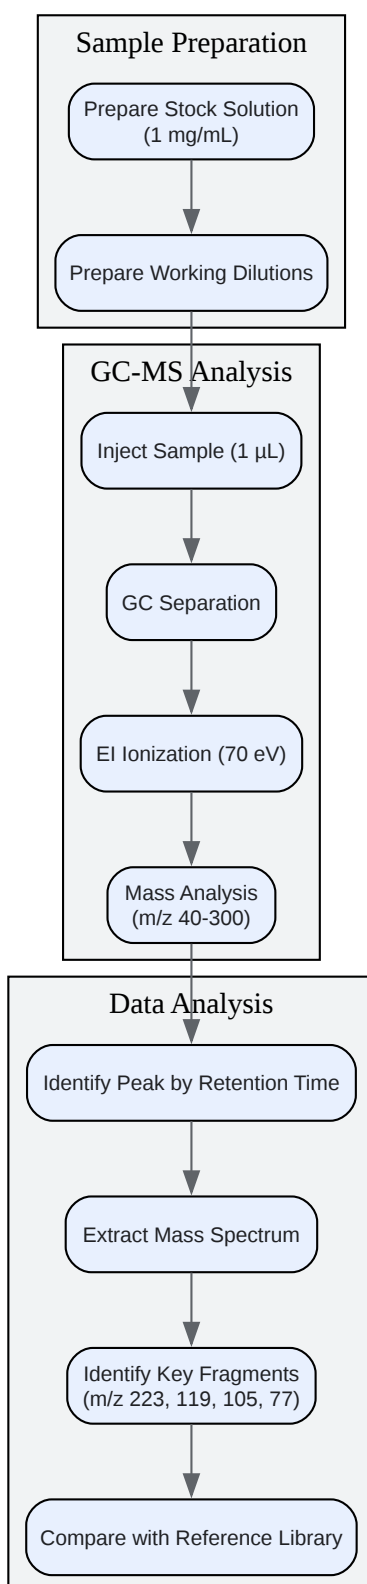 Sample Preparation
Prepare Stock Solution
(1 mg/mL)
Prepare Working Dilutions
GC-MS Analysis
Inject Sample (1 µL)
GC Separation
EI Ionization (70 eV)
Mass Analysis
(m/z 40-300)
Data Analysis
Identify Peak by Retention Time
Extract Mass Spectrum
Identify Key Fragments
(m/z 223, 119, 105, 77)
Compare with Reference Library